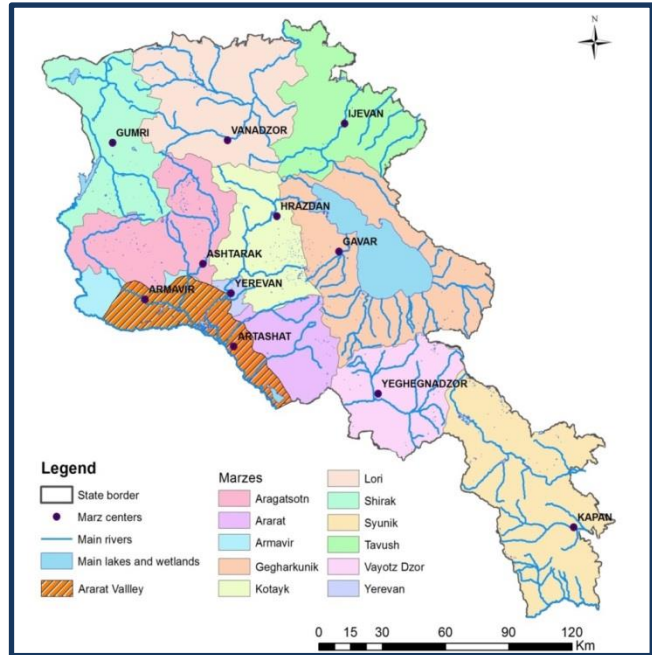 N
GUMRI
VANADZOR
IJEVAN
HRAZDAN
GAVAR
ASHTARAK
YEREVAN
ARMAVIR
ARTASHAT
YEGHEGNADZOR
KAPAN
Legend
State border
Marz centers
Main rivers
Main lakes and wetlands
Ararat Vallley
Marzes
Aragatsotn
Ararat
Armavir
Gegharkunik
Kotayk
Lori
Shirak
Syunik
Tavush
Vayotz Dzor
Yerevan
0 15 30 60 90 120
Km